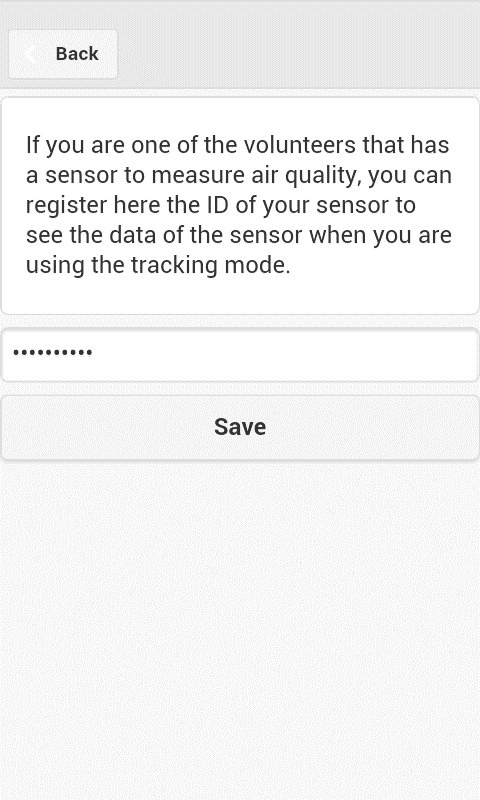 Back
If you are one of the volunteers that has
a sensor to measure air quality, you can
register here the ID of your sensor to
see the data of the sensor when you are
using the tracking mode.
••••••••••
Save